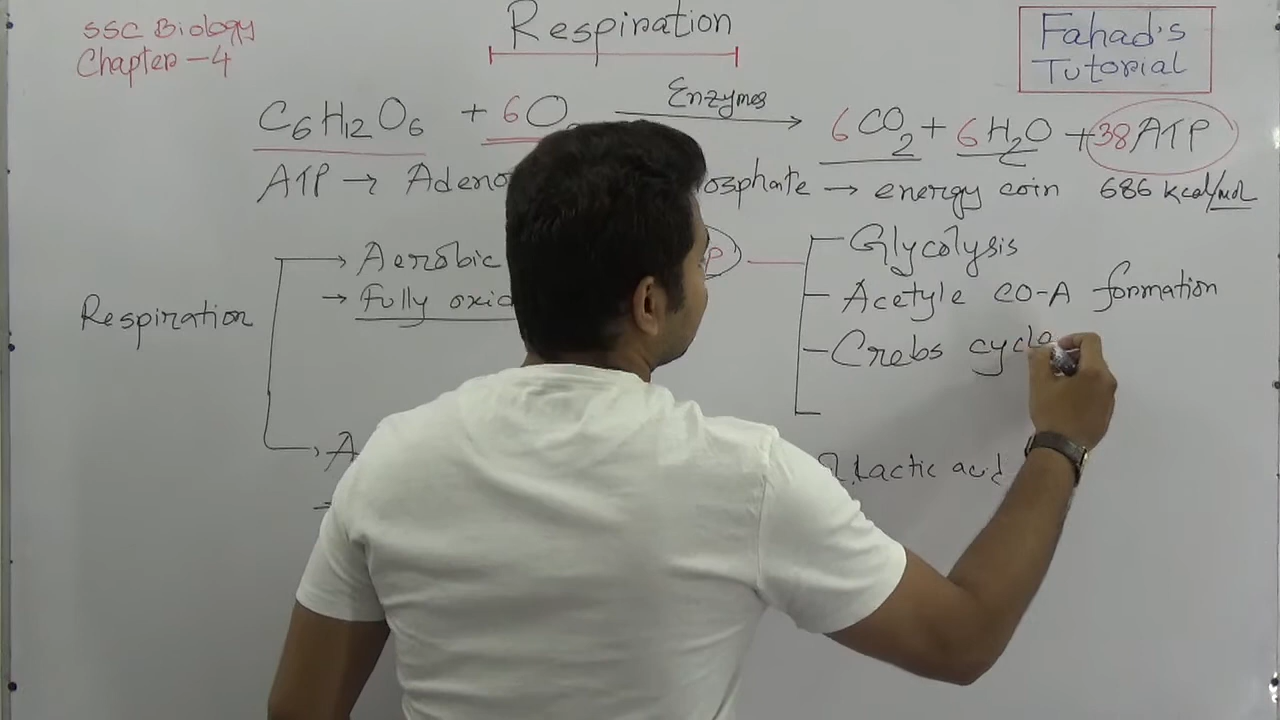 SSC Biology
Chapter - 4
Respiration
Fahad's
Tutorial
C6H12O6 + 6O Enzymes → 6CO2 + 6H2O + 38ATP
ATP → Adeno osphate → energy coin 686 kcal/mol
Respiration
→ Aerobic P
→ Fully oxid
A
Glycolysis
Acetyle CO-A formation
Crebs cycle
2. Lactic acid